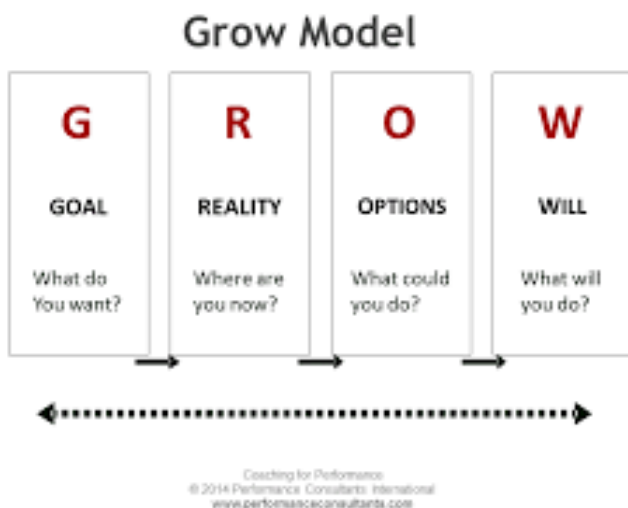 Grow Model
G
GOAL
What do
You want?
R
REALITY
Where are
you now?
O
OPTIONS
What could
you do?
W
WILL
What will
you do?
Coaching for Performance
© 2014 Performance Consultants International
www.performanceconsultants.com